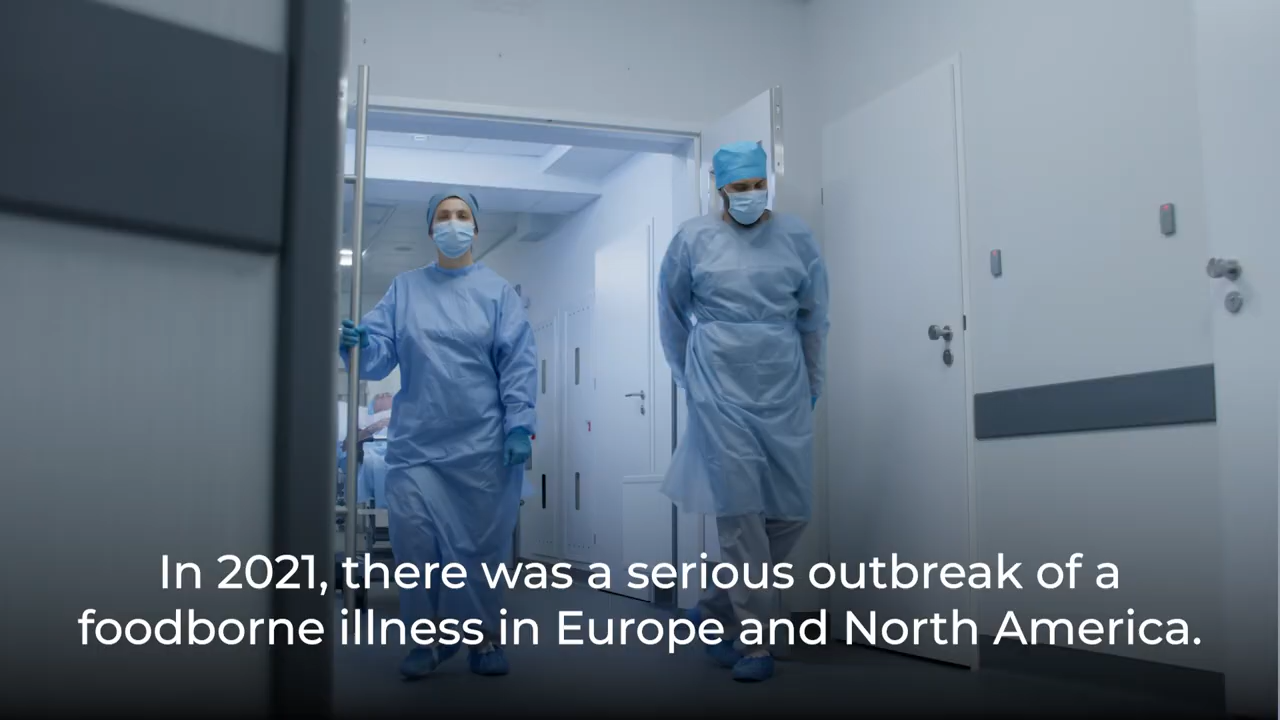 In 2021, there was a serious outbreak of a
foodborne illness in Europe and North America.